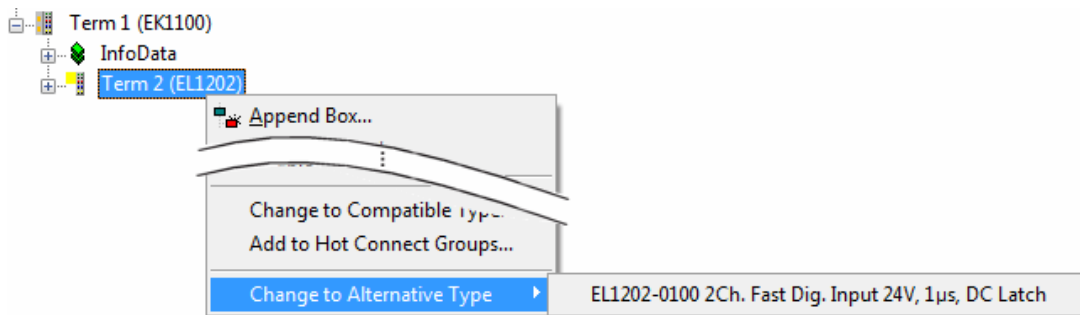 Term 1 (EK1100)
InfoData
Term 2 (EL1202)
Append Box...
Change to Compatible
Add to Hot Connect Groups...
Change to Alternative Type
EL1202-0100 2Ch. Fast Dig. Input 24V, 1µs, DC Latch